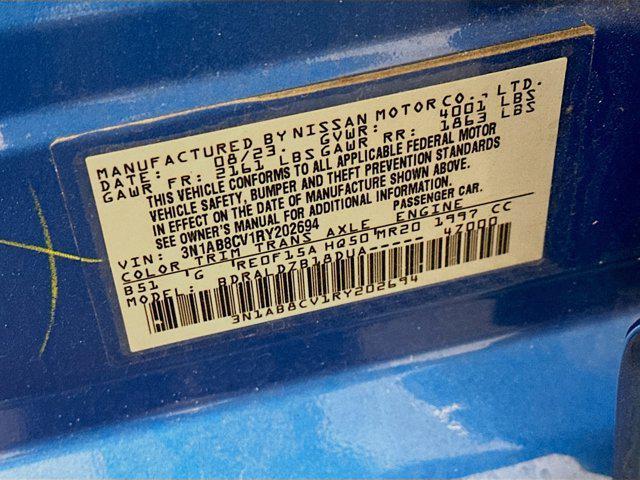 MANUFACTURED BY NISSAN MOTOR CO., LTD.
DATE: 08/23 GVWR: 4001 LBS
GAWR FR: 2161 LBS GAWR RR: 1863 LBS
THIS VEHICLE CONFORMS TO ALL APPLICABLE FEDERAL MOTOR
VEHICLE SAFETY, BUMPER AND THEFT PREVENTION STANDARDS
IN EFFECT ON THE DATE OF MANUFACTURE SHOWN ABOVE.
SEE OWNER'S MANUAL FOR ADDITIONAL INFORMATION.
VIN: 3N1AB8CV1RY202694 PASSENGER CAR.
COLOR TRIM TRANS AXLE ENGINE
B51 G RE0F15A HQ50 MR20 1997 CC
MODEL: BDRALDZB18DUA 47000
3N1AB8CV1RY202694